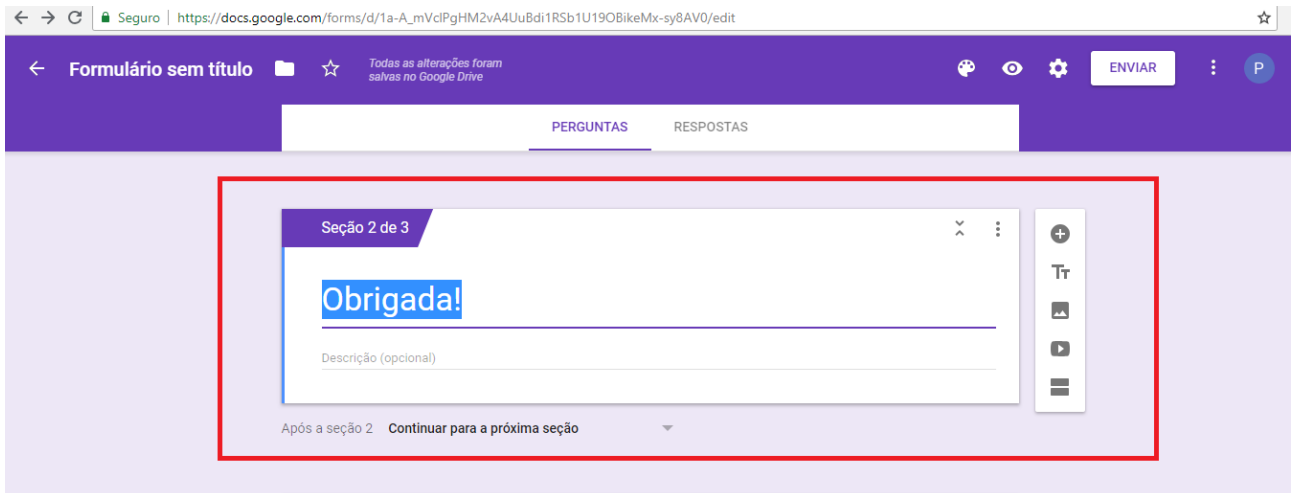 Seguro https://docs.google.com/forms/d/1a-A_mVclPgHM2vA4UuBdi1RSb1U19OBikeMx-sy8AV0/edit
Formulário sem título
Todas as alterações foram
salvas no Google Drive
ENVIAR
P
PERGUNTAS RESPOSTAS
Seção 2 de 3
Tт
Obrigada!
Descrição (opcional)
Após a seção 2 Continuar para a próxima seção